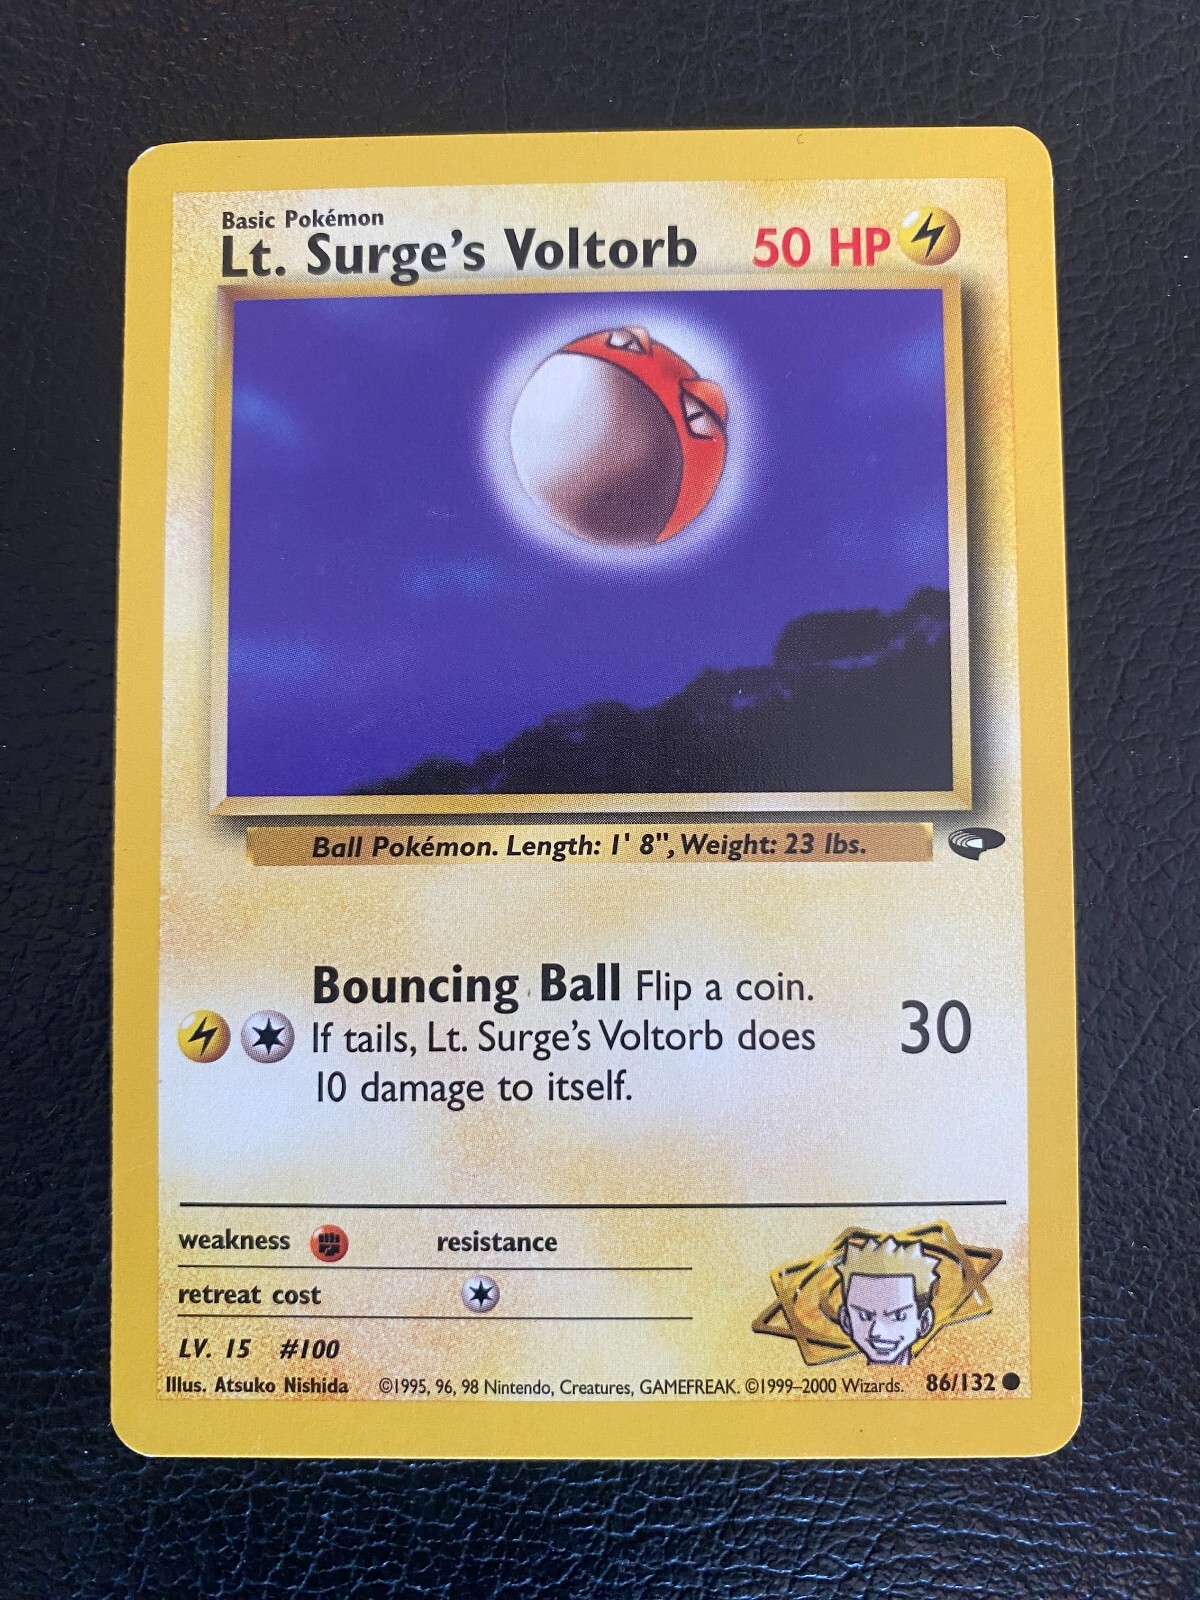 Basic Pokémon
Lt. Surge's Voltorb 50 HP
Ball Pokémon. Length: 1' 8", Weight: 23 lbs.
Bouncing Ball Flip a coin.
If tails, Lt. Surge's Voltorb does
10 damage to itself.
30
weakness resistance
retreat cost
LV. 15 #100
Illus. Atsuko Nishida ©1995, 96, 98 Nintendo, Creatures, GAMEFREAK. ©1999–2000 Wizards. 86/132